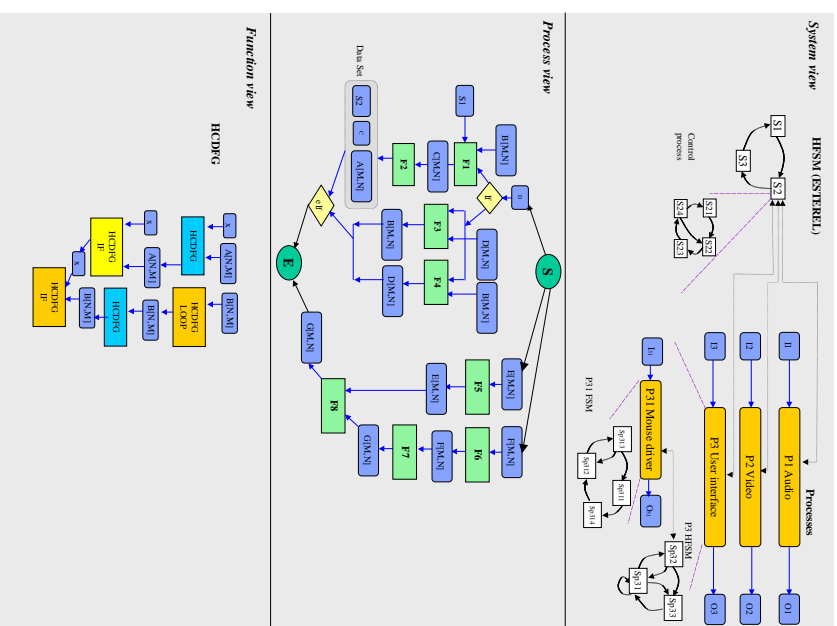 System view
HFSM (ESTEREL)
Processes
S1
S2
S3
Control
process
S21
S22
S24
S23
I1
P1 Audio
O1
I2
P2 Video
O2
I3
P3 User interface
O3
P31 Mouse driver
P31 FSM
Sp313
Sp312
Sp311
Sp314
P3 HFSM
Sp32
Sp31
Sp33
Process view
S
S1
B[M,N]
D
If
F1
C[M,N]
F2
Data Set
S2
C
A[M,N]
eIf
D[M,N]
B[M,N]
F3
F4
B[M,N]
D[M,N]
E[M,N]
F[M,N]
F5
F6
E[M,N]
F[M,N]
F7
G[M,N]
F8
G[M,N]
E
Function view
HCDFG
x
A[N,M]
B[N,M]
HCDFG
HCDFG
LOOP
x
A[N,M]
B[N,M]
HCDFG
IF
HCDFG
x
B[N,M]
HCDFG
IF